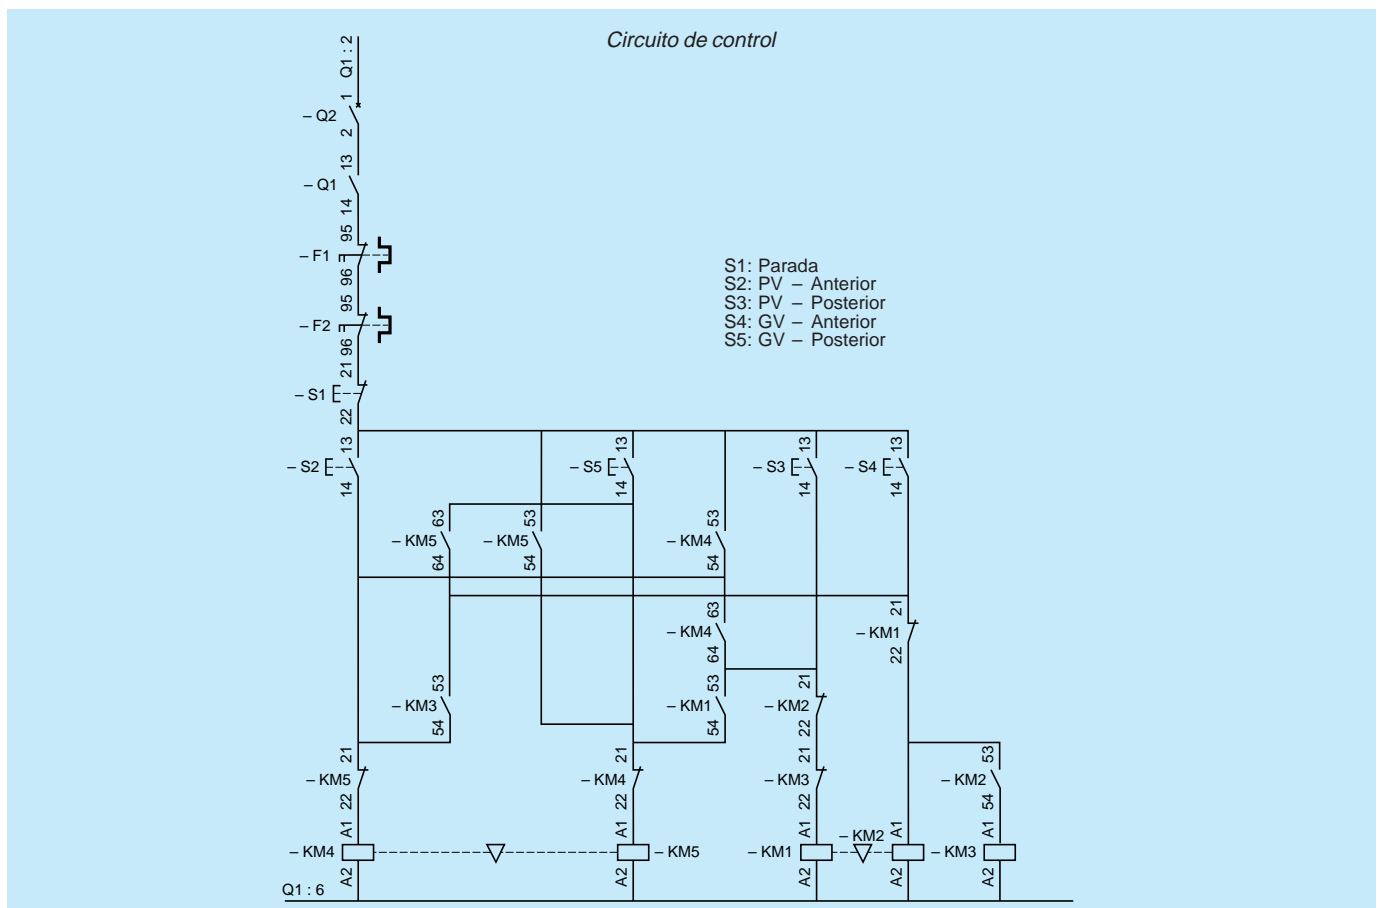 Circuito de control
Q1 : 2
1
– Q2
2
13
– Q1
14
95
– F1
96
95
– F2
96
S1: Parada
S2: PV – Anterior
S3: PV – Posterior
S4: GV – Anterior
S5: GV – Posterior
21
– S1
22
13 13 13 13
– S2 – S5 – S3 – S4
14 14 14 14
63 53 53
– KM5 – KM5 – KM4
64 54 54
63 21
– KM4 – KM1
64 22
53 53 21
– KM3 – KM1 – KM2
54 54 22
21 21 21 53
– KM5 – KM4 – KM3 – KM2
22 22 22 54
A1 A1 A1 – KM2 A1 A1
– KM4 – KM5 – KM1 – KM3
A2 A2 A2 A2 A2
Q1 : 6